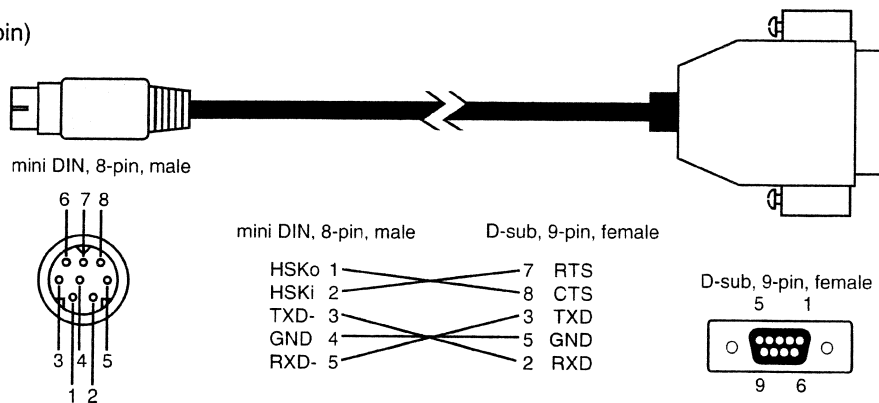 pin)
mini DIN, 8-pin, male
6 7 8
3 4 5
1 2
mini DIN, 8-pin, male D-sub, 9-pin, female
HSKo 1 7 RTS
HSKi 2 8 CTS
TXD- 3 3 TXD
GND 4 5 GND
RXD- 5 2 RXD
D-sub, 9-pin, female
5 1
9 6